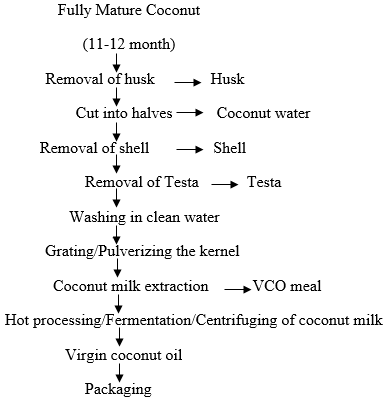 Fully Mature Coconut
(11-12 month)
Removal of husk Husk
Cut into halves Coconut water
Removal of shell Shell
Removal of Testa Testa
Washing in clean water
Grating/Pulverizing the kernel
Coconut milk extraction VCO meal
Hot processing/Fermentation/Centrifuging of coconut milk
Virgin coconut oil
Packaging